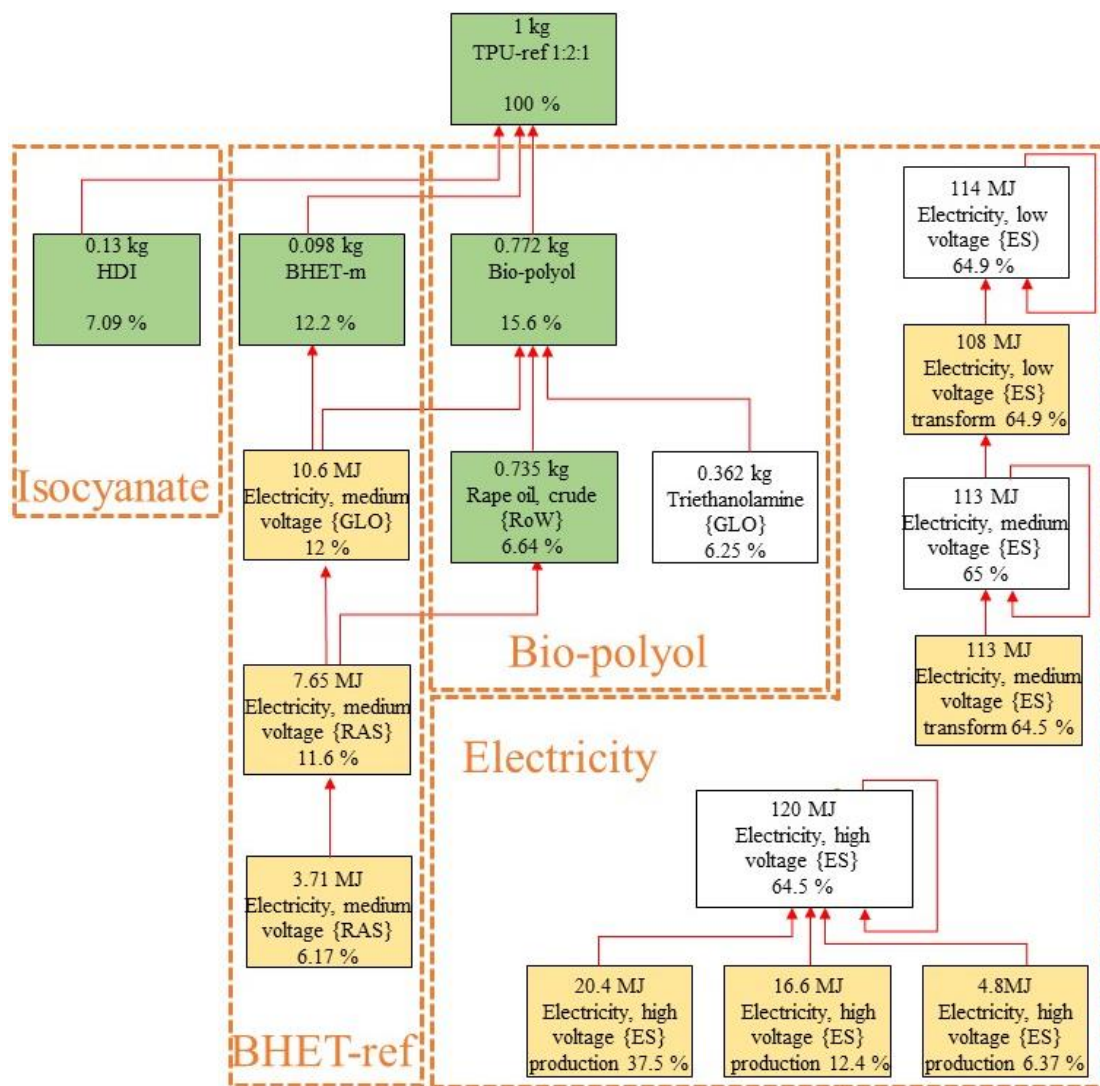 1 kg
TPU-ref 1:2:1
100 %
0.13 kg
HDI
7.09 %
0.098 kg
BHET-m
12.2 %
0.772 kg
Bio-polyol
15.6 %
114 MJ
Electricity, low
voltage {ES)
64.9 %
108 MJ
Electricity, low
voltage {ES}
transform 64.9 %
Isocyanate
10.6 MJ
Electricity, medium
voltage {GLO}
12 %
0.735 kg
Rape oil, crude
{RoW}
6.64 %
0.362 kg
Triethanolamine
{GLO}
6.25 %
113 MJ
Electricity, medium
voltage {ES}
65 %
Bio-polyol
113 MJ
Electricity, medium
voltage {ES}
transform 64.5 %
7.65 MJ
Electricity, medium
voltage {RAS}
11.6 %
Electricity
120 MJ
Electricity, high
voltage {ES}
64.5 %
3.71 MJ
Electricity, medium
voltage {RAS}
6.17 %
20.4 MJ
Electricity, high
voltage {ES}
production 37.5 %
16.6 MJ
Electricity, high
voltage {ES}
production 12.4 %
4.8MJ
Electricity, high
voltage {ES}
production 6.37 %
BHET-ref